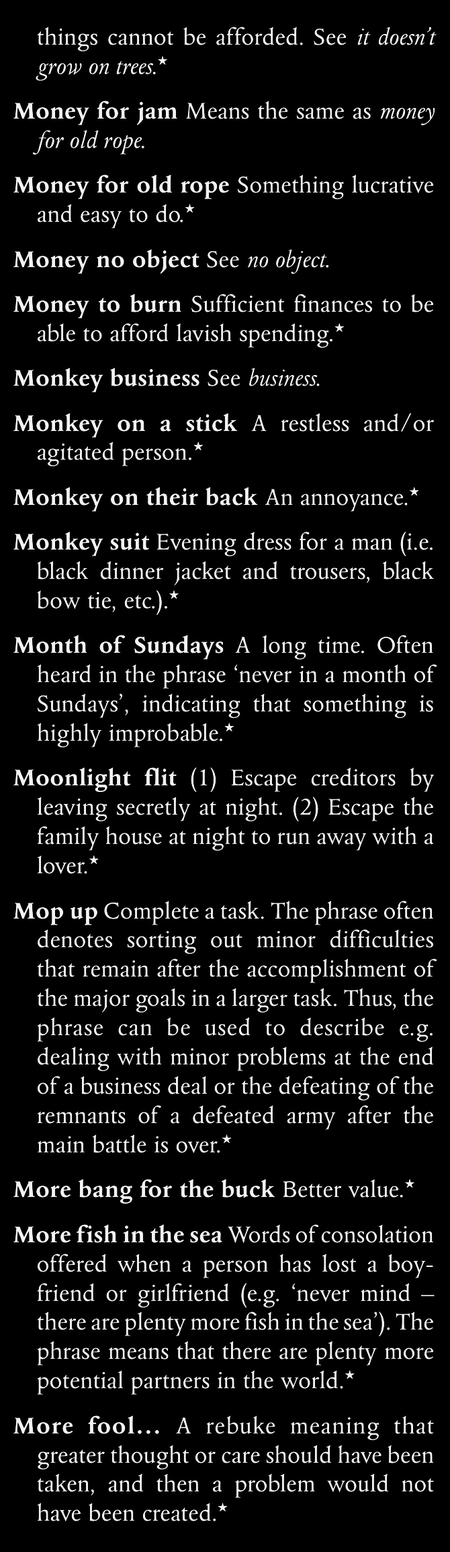 things cannot be afforded. See it doesn’t
grow on trees.★
Money for jam Means the same as money
for old rope.
Money for old rope Something lucrative
and easy to do.★
Money no object See no object.
Money to burn Sufficient finances to be
able to afford lavish spending.★
Monkey business See business.
Monkey on a stick A restless and/or
agitated person.★
Monkey on their back An annoyance.★
Monkey suit Evening dress for a man (i.e.
black dinner jacket and trousers, black
bow tie, etc.).★
Month of Sundays A long time. Often
heard in the phrase ‘never in a month of
Sundays’, indicating that something is
highly improbable.★
Moonlight flit (1) Escape creditors by
leaving secretly at night. (2) Escape the
family house at night to run away with a
lover.★
Mop up Complete a task. The phrase often
denotes sorting out minor difficulties
that remain after the accomplishment of
the major goals in a larger task. Thus, the
phrase can be used to describe e.g.
dealing with minor problems at the end
of a business deal or the defeating of the
remnants of a defeated army after the
main battle is over.★
More bang for the buck Better value.★
More fish in the sea Words of consolation
offered when a person has lost a boy-
friend or girlfriend (e.g. ‘never mind –
there are plenty more fish in the sea’). The
phrase means that there are plenty more
potential partners in the world.★
More fool… A rebuke meaning that
greater thought or care should have been
taken, and then a problem would not
have been created.★